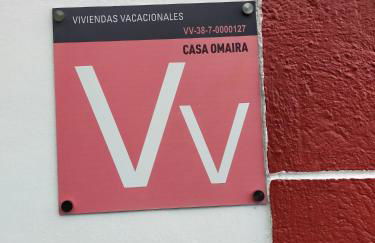 VIVIENDAS VACACIONALES
VV-38-7-0000127
CASA OMAIRA
VV